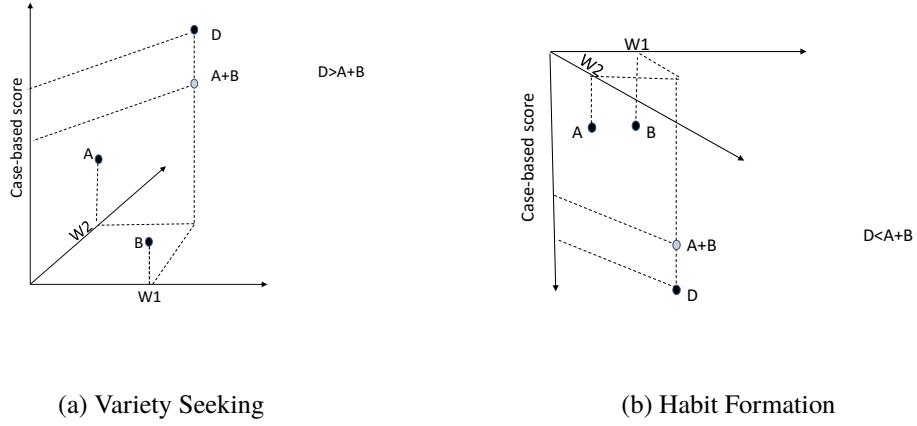 D
A+B
D>A+B
A
W2
B
W1
Case-based score
(a) Variety Seeking
W1
W2
A
B
Case-based score
A+B
D
D<A+B
(b) Habit Formation